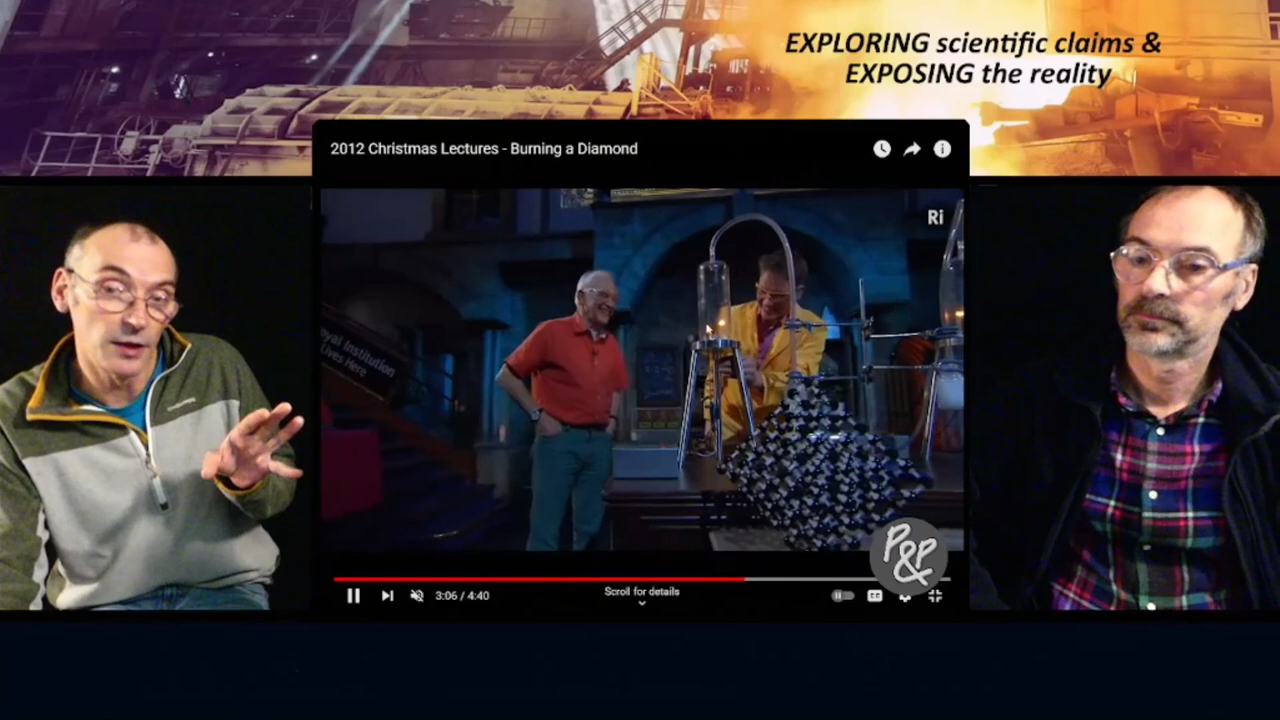 EXPLORING scientific claims &
EXPOSING the reality
2012 Christmas Lectures - Burning a Diamond
Ri
Royal Institution
Lives Here
P&P
3:06 / 4:40
Scroll for details
CC